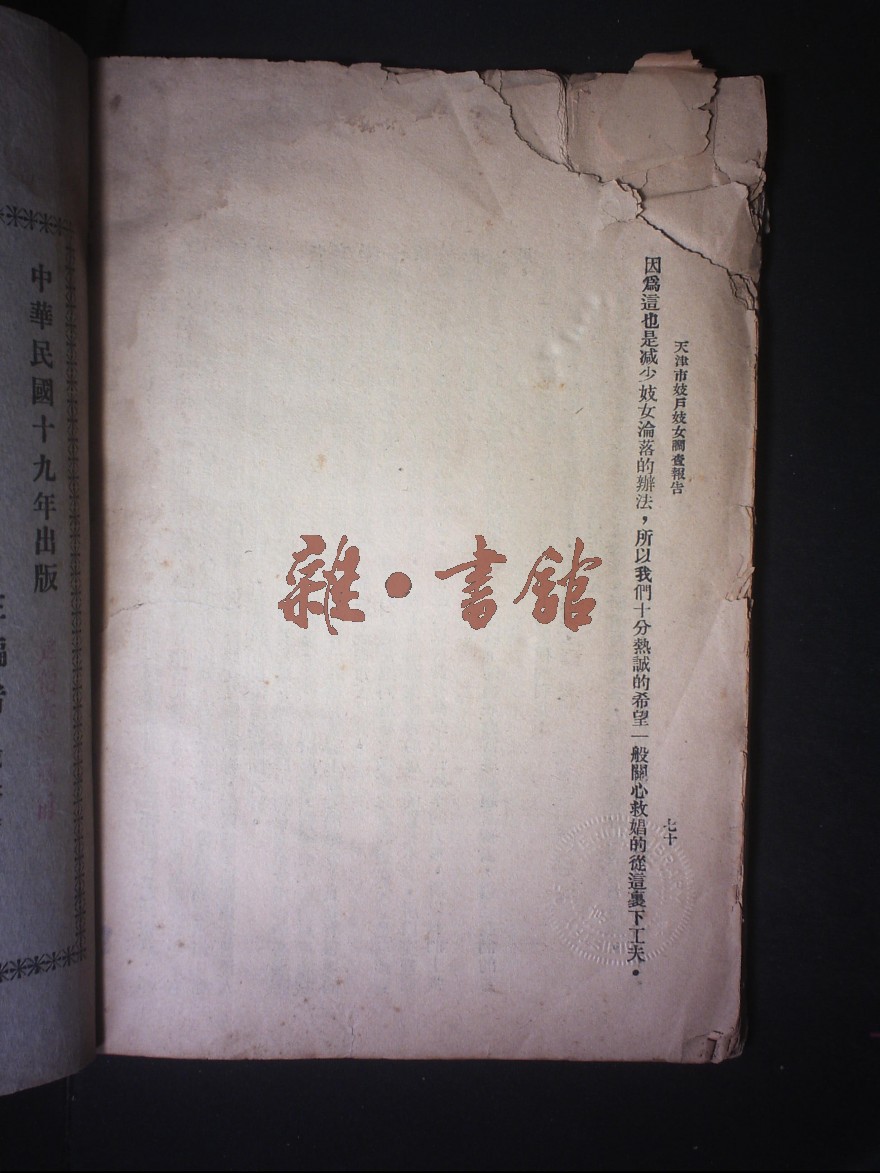 天津市妓戶妓女調查報告
七十
因爲這也是减少妓女淪落的辦法，所以我們十分熱誠的希望一般關心救娼的從這裏下工夫。
雜•書館
中華民國十九年出版